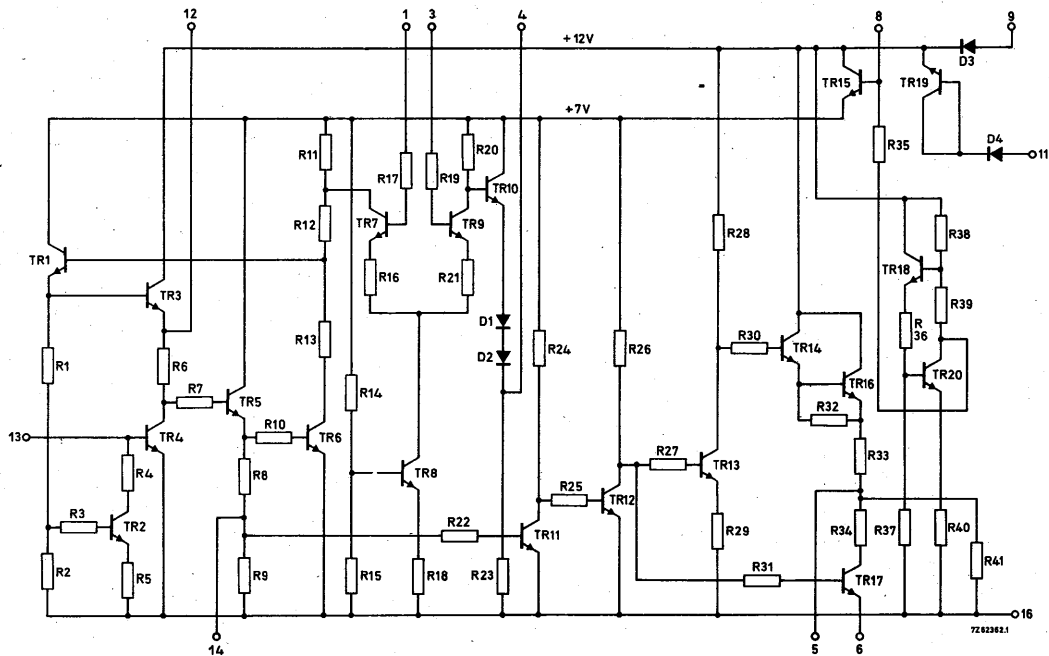 12 1 3 4 8 9
+12V
D3
TR15 TR19
+7V
R11 R20 R35 D4 11
R17 R19 TR10
R12 TR7 TR9 R28 R38
TR1 R16 R21 TR18
TR3 R39
D1 R
R13 36
R6 D2 R24 R26 R30 TR14
R1 R7 TR5 R14 TR16 TR20
R32
13 TR4 R10 TR6
R4 R8 TR8 R27 TR13 R33
R25 TR12
R3 TR2 R22 TR11 R29 R34 R37 R40
R41
R2 R5 R9 R15 R18 R23 R31 TR17
16
7Z62362.1
14 5 6